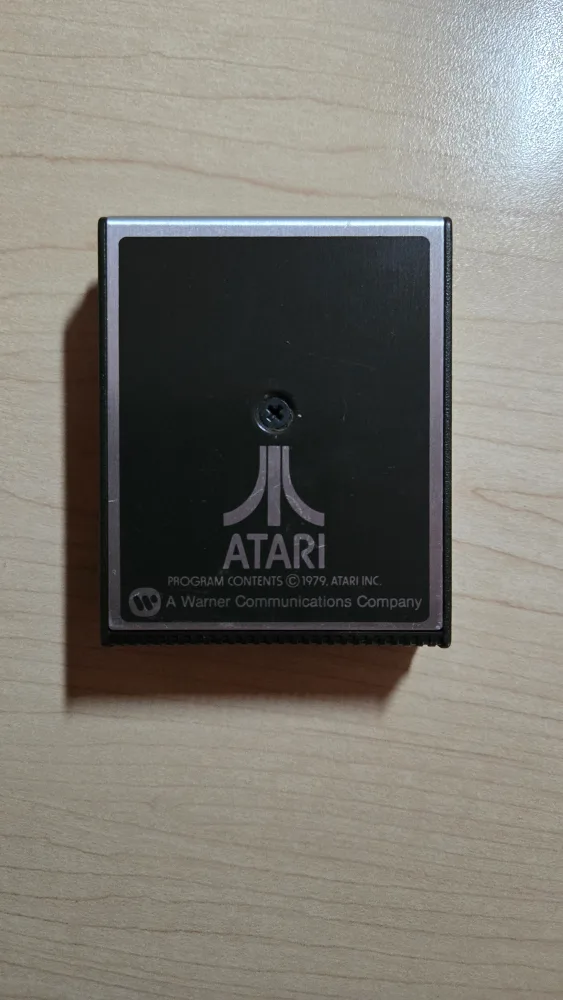 ATARI
PROGRAM CONTENTS © 1979, ATARI INC.
A Warner Communications Company